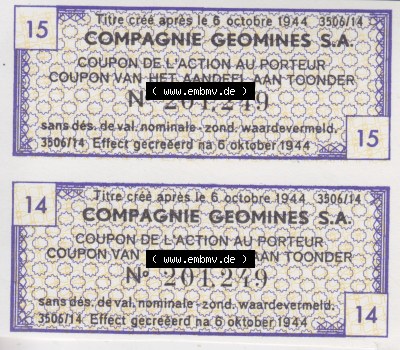 15 Titre créé après le 6 octobre 1944 3506/14
COMPAGNIE GEOMINES S.A.
COUPON DE L'ACTION AU PORTEUR
COUPON VAN HET AANDEEL AAN TOONDER
( www.embmv.de )
No 201,249
sans dés. de val. nominale - zond. waardevermeld.
3506/14 Effect gecreëerd na 6 oktober 1944 15
14 Titre créé après le 6 octobre 1944 3506/14
COMPAGNIE GEOMINES S.A.
COUPON DE L'ACTION AU PORTEUR
COUPON VAN AAN TOONDER
( www.embmv.de )
No 201,249
sans dés. de val. nominale - zond. waardevermeld.
3506/14 Effect gecreëerd na 6 oktober 1944 14